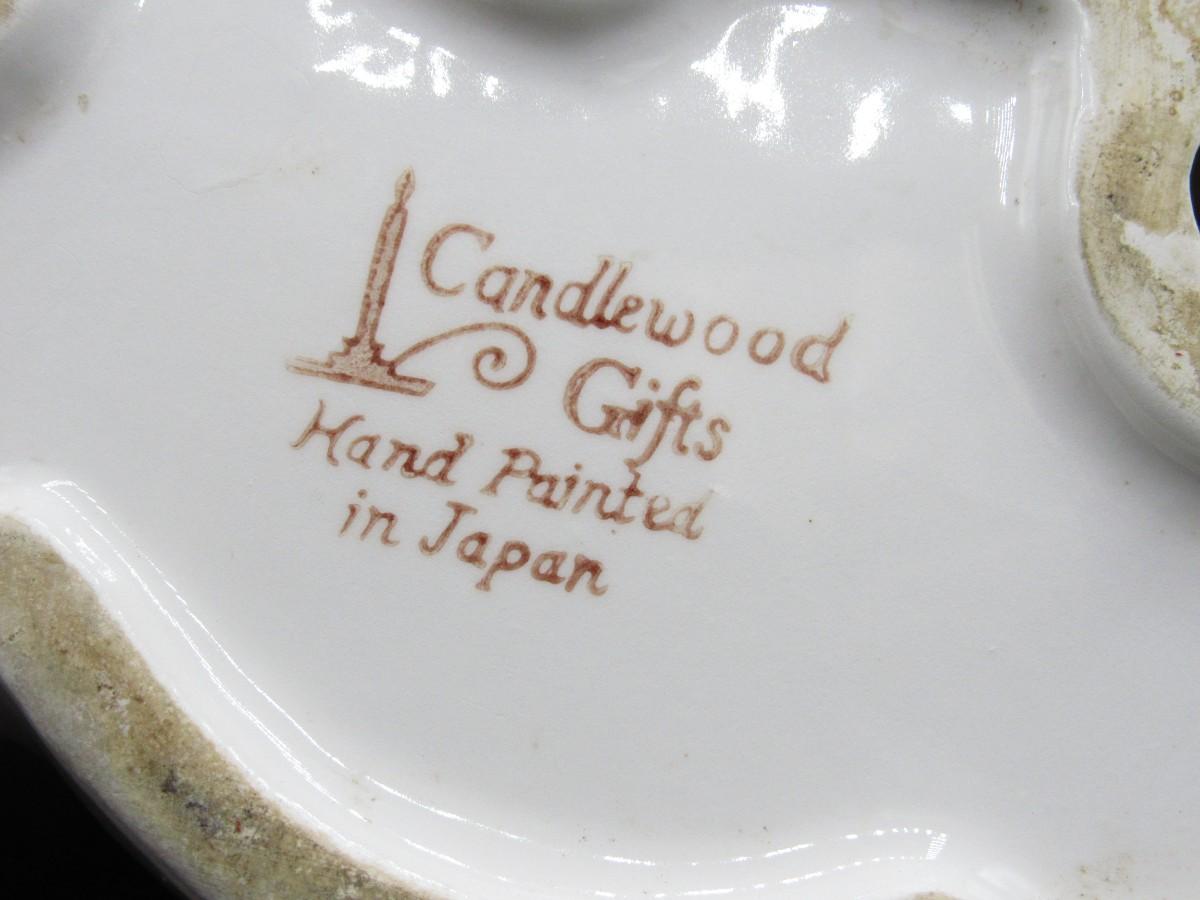 Candlewood
Gifts
Hand Painted
in Japan